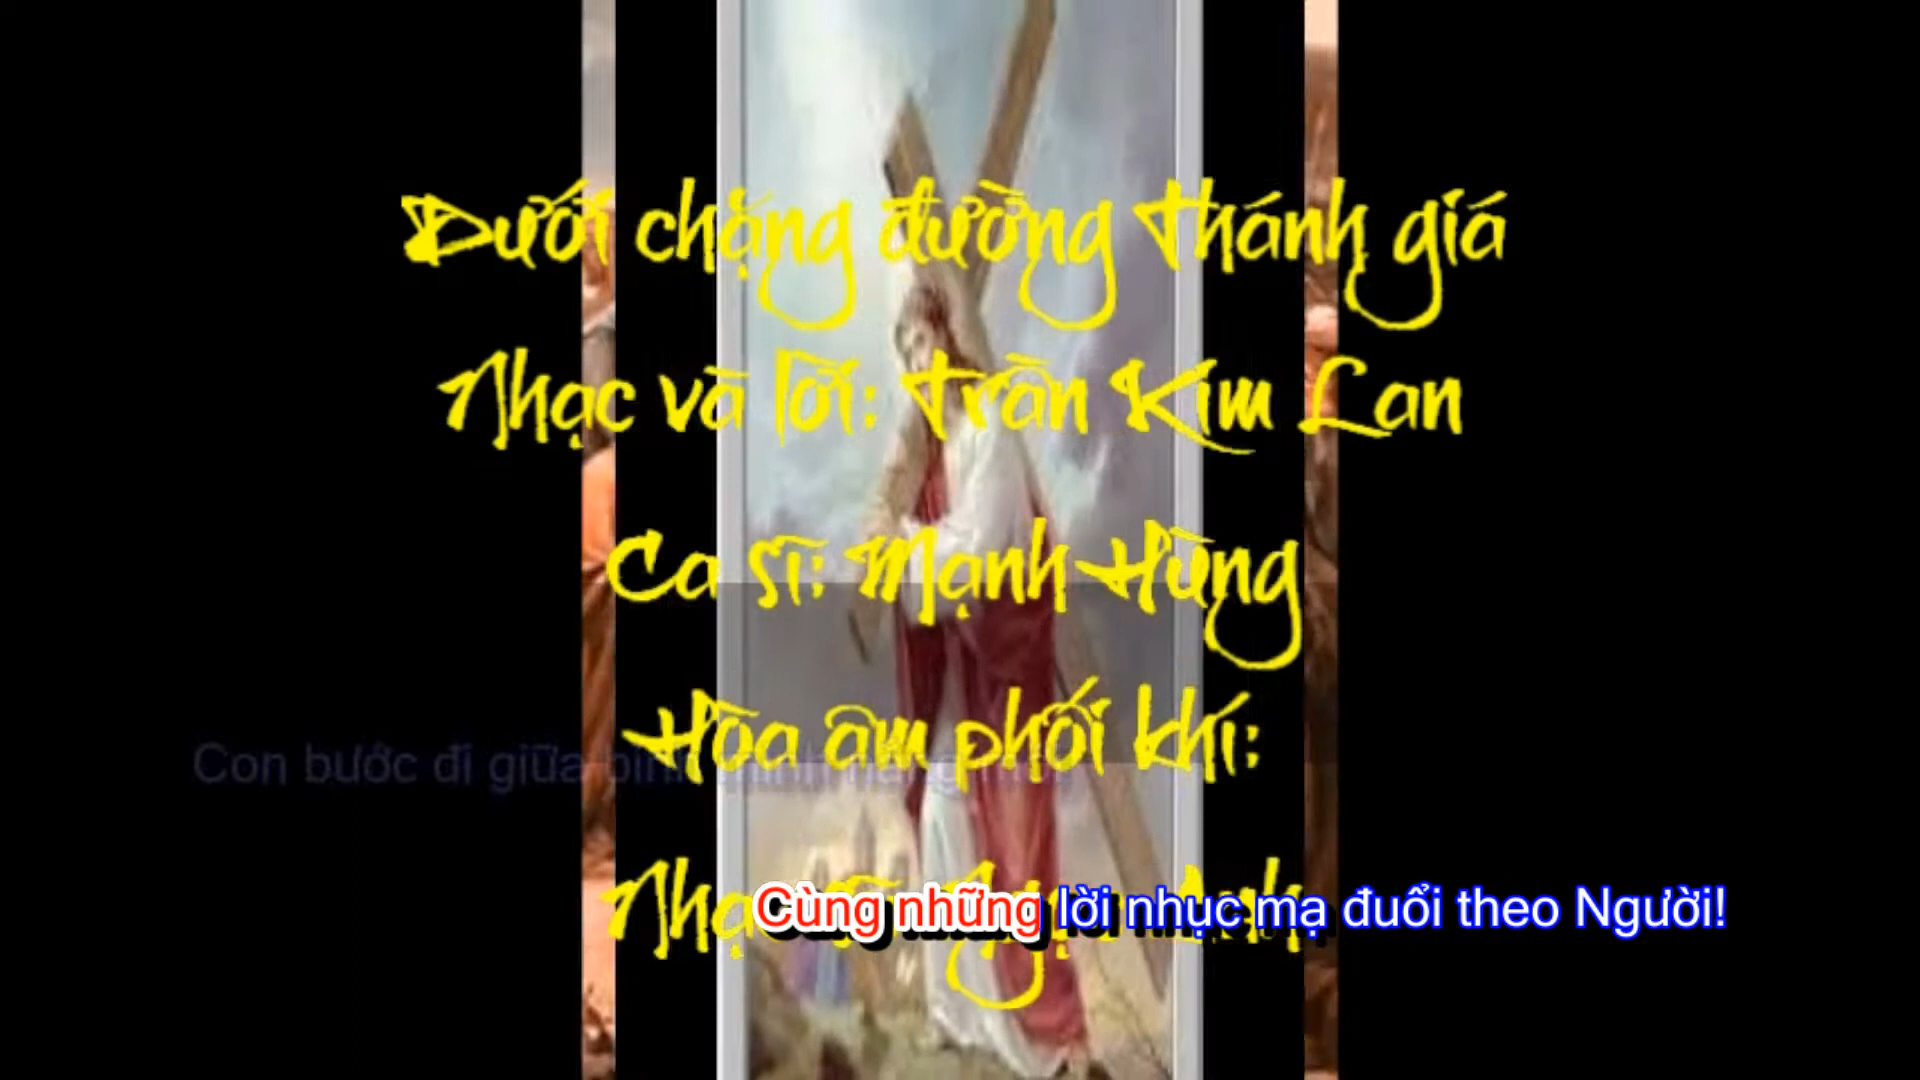 Dưới chặng đường thánh giá
Nhạc và lời: Trần Kim Lan
Ca sĩ: Mạnh Hùng
Hòa âm phối khí:
Con bước đi giữa
Cùng những lời nhục mạ đuổi theo Người!